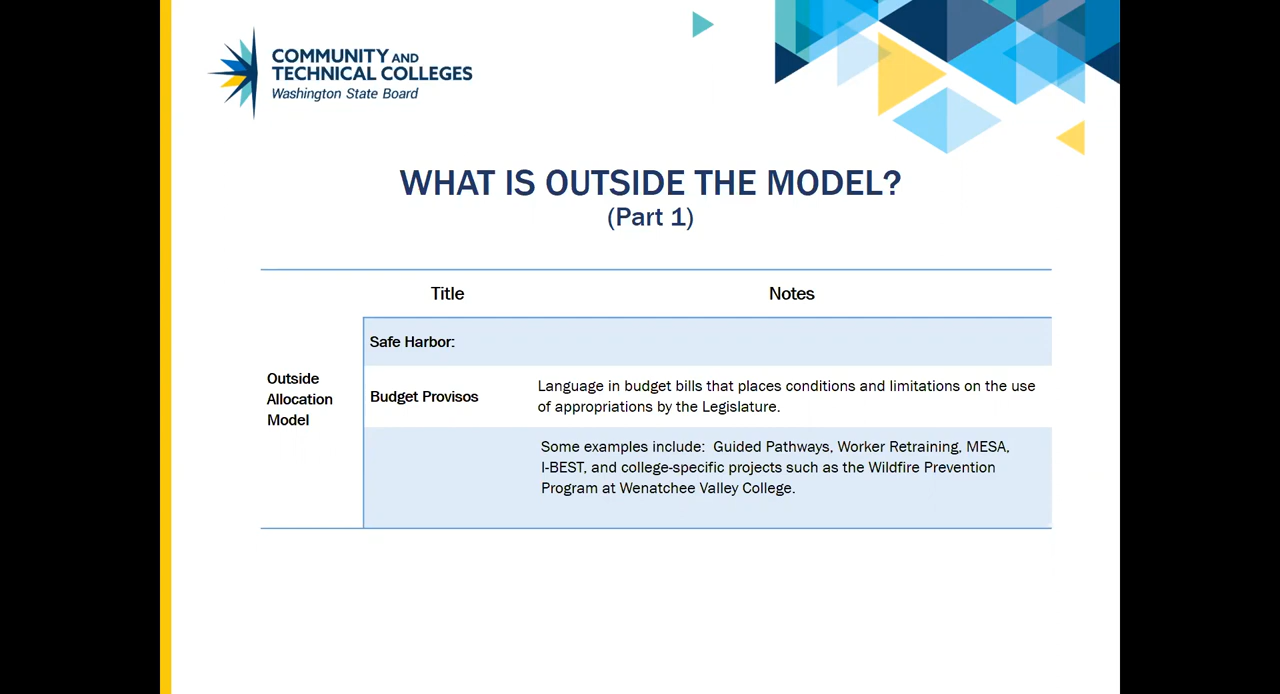 COMMUNITY AND
TECHNICAL COLLEGES
Washington State Board
WHAT IS OUTSIDE THE MODEL?
(Part 1)
Title
Notes
Outside
Allocation
Model
Safe Harbor:
Budget Provisos
Language in budget bills that places conditions and limitations on the use
of appropriations by the Legislature.
Some examples include:  Guided Pathways, Worker Retraining, MESA,
I-BEST, and college-specific projects such as the Wildfire Prevention
Program at Wenatchee Valley College.